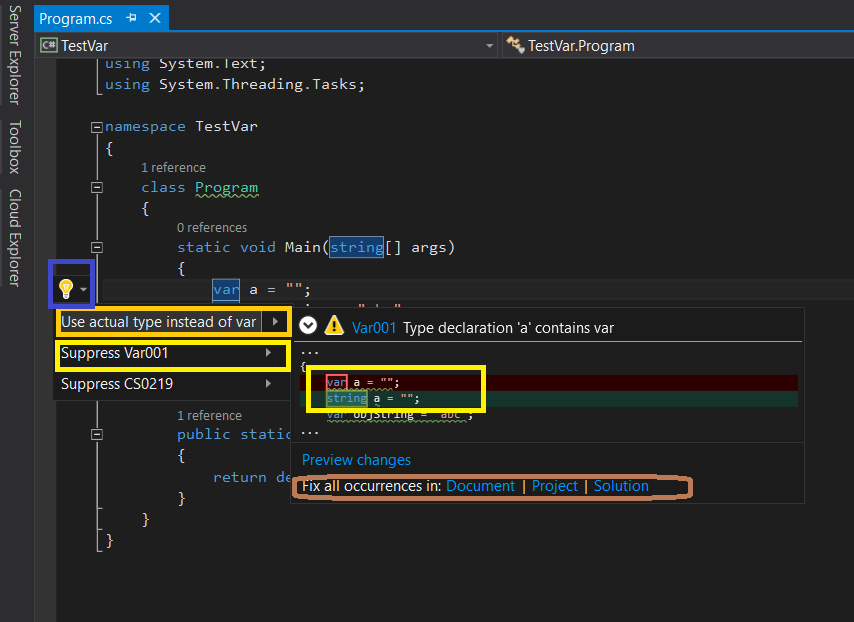 Server Explorer
Toolbox
Cloud Explorer
Program.cs
C# TestVar
TestVar.Program
using System.Text;
using System.Threading.Tasks;
namespace TestVar
{
1 reference
class Program
{
0 references
static void Main(string[] args)
{
var a = "";
Use actual type instead of var
Suppress Var001
Suppress CS0219
Var001 Type declaration 'a' contains var
...
{
var a = "";
string a = "";
var objString = "abc";
...
Preview changes
Fix all occurrences in: Document | Project | Solution
1 reference
public static
{
return de
}
}
}